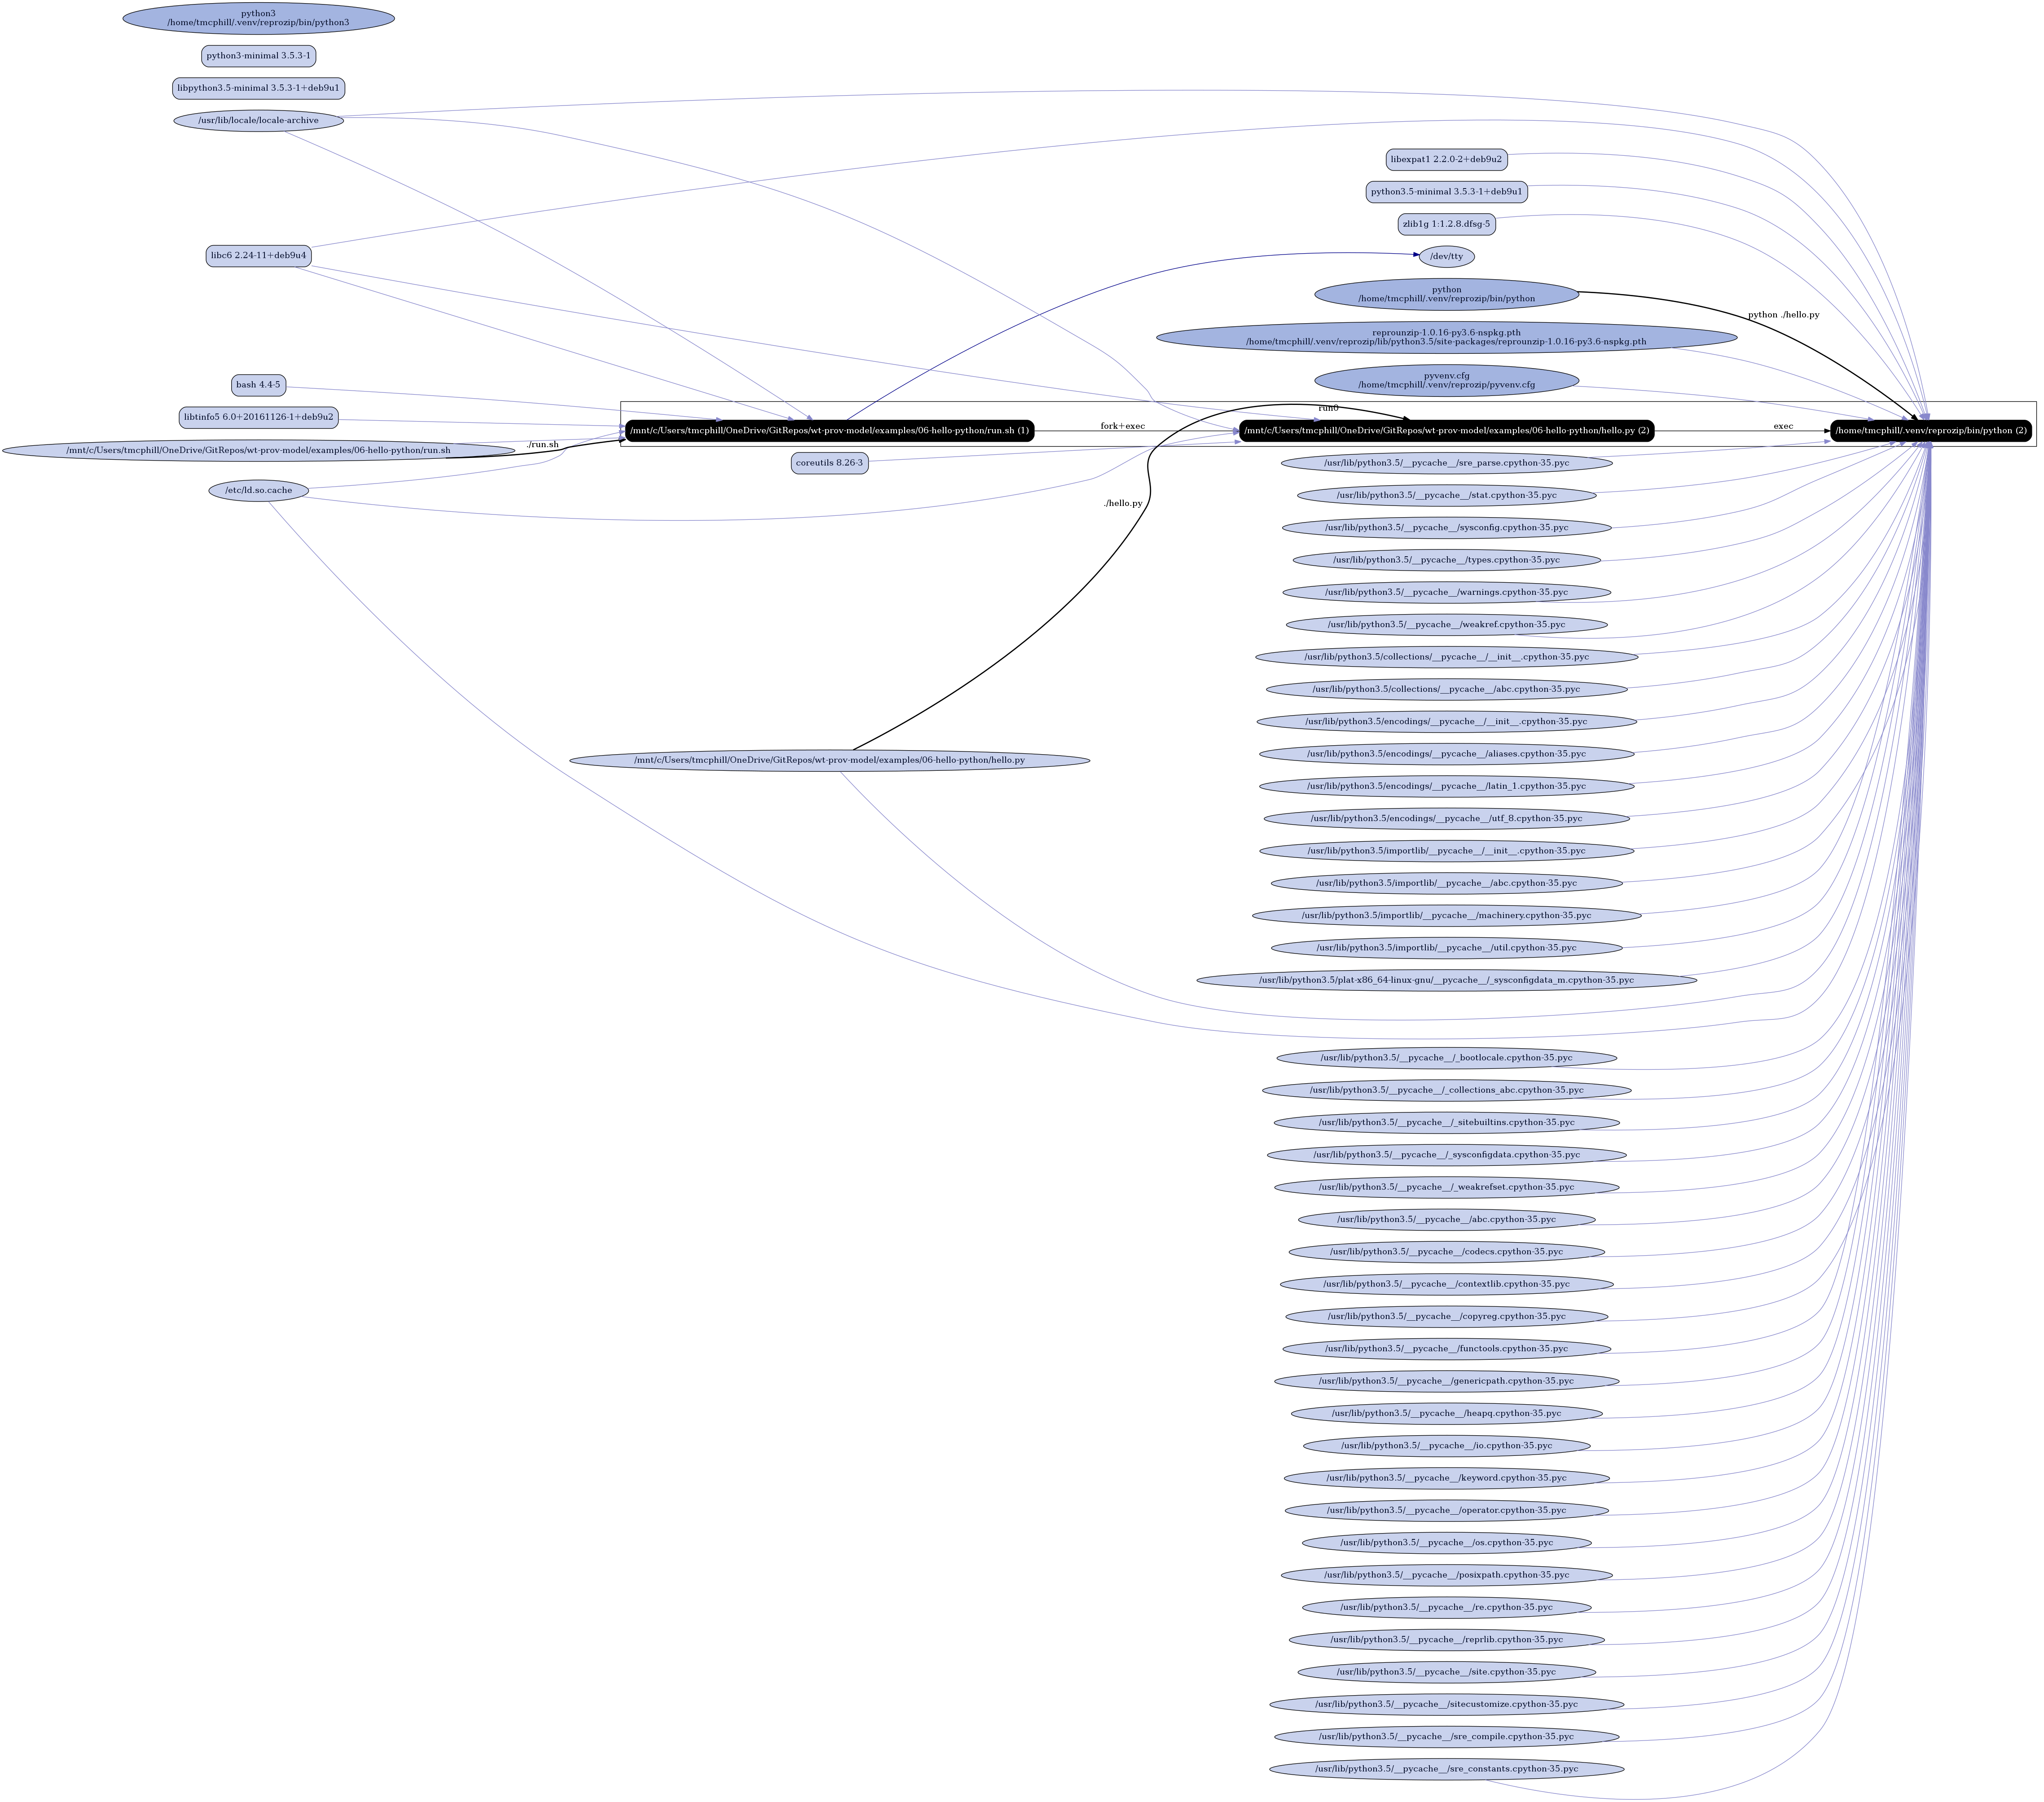 python3
/home/tmcphill/.venv/reprozip/bin/python3
python3-minimal 3.5.3-1
libpython3.5-minimal 3.5.3-1+deb9u1
/usr/lib/locale/locale-archive
libexpat1 2.2.0-2+deb9u2
python3.5-minimal 3.5.3-1+deb9u1
zlib1g 1:1.2.8.dfsg-5
libc6 2.24-11+deb9u4
/dev/tty
python
/home/tmcphill/.venv/reprozip/bin/python
python ./hello.py
reprounzip-1.0.16-py3.6-nspkg.pth
/home/tmcphill/.venv/reprozip/lib/python3.5/site-packages/reprounzip-1.0.16-py3.6-nspkg.pth
pyvenv.cfg
/home/tmcphill/.venv/reprozip/pyvenv.cfg
bash 4.4-5
libtinfo5 6.0+20161126-1+deb9u2
run0
/mnt/c/Users/tmcphill/OneDrive/GitRepos/wt-prov-model/examples/06-hello-python/run.sh (1)
fork+exec
/mnt/c/Users/tmcphill/OneDrive/GitRepos/wt-prov-model/examples/06-hello-python/hello.py (2)
exec
/home/tmcphill/.venv/reprozip/bin/python (2)
./run.sh
/mnt/c/Users/tmcphill/OneDrive/GitRepos/wt-prov-model/examples/06-hello-python/run.sh
coreutils 8.26-3
/etc/ld.so.cache
./hello.py
/mnt/c/Users/tmcphill/OneDrive/GitRepos/wt-prov-model/examples/06-hello-python/hello.py
/usr/lib/python3.5/__pycache__/sre_parse.cpython-35.pyc
/usr/lib/python3.5/__pycache__/stat.cpython-35.pyc
/usr/lib/python3.5/__pycache__/sysconfig.cpython-35.pyc
/usr/lib/python3.5/__pycache__/types.cpython-35.pyc
/usr/lib/python3.5/__pycache__/warnings.cpython-35.pyc
/usr/lib/python3.5/__pycache__/weakref.cpython-35.pyc
/usr/lib/python3.5/collections/__pycache__/__init__.cpython-35.pyc
/usr/lib/python3.5/collections/__pycache__/abc.cpython-35.pyc
/usr/lib/python3.5/encodings/__pycache__/__init__.cpython-35.pyc
/usr/lib/python3.5/encodings/__pycache__/aliases.cpython-35.pyc
/usr/lib/python3.5/encodings/__pycache__/latin_1.cpython-35.pyc
/usr/lib/python3.5/encodings/__pycache__/utf_8.cpython-35.pyc
/usr/lib/python3.5/importlib/__pycache__/__init__.cpython-35.pyc
/usr/lib/python3.5/importlib/__pycache__/abc.cpython-35.pyc
/usr/lib/python3.5/importlib/__pycache__/machinery.cpython-35.pyc
/usr/lib/python3.5/importlib/__pycache__/util.cpython-35.pyc
/usr/lib/python3.5/plat-x86_64-linux-gnu/__pycache__/_sysconfigdata_m.cpython-35.pyc
/usr/lib/python3.5/__pycache__/_bootlocale.cpython-35.pyc
/usr/lib/python3.5/__pycache__/_collections_abc.cpython-35.pyc
/usr/lib/python3.5/__pycache__/_sitebuiltins.cpython-35.pyc
/usr/lib/python3.5/__pycache__/_sysconfigdata.cpython-35.pyc
/usr/lib/python3.5/__pycache__/_weakrefset.cpython-35.pyc
/usr/lib/python3.5/__pycache__/abc.cpython-35.pyc
/usr/lib/python3.5/__pycache__/codecs.cpython-35.pyc
/usr/lib/python3.5/__pycache__/contextlib.cpython-35.pyc
/usr/lib/python3.5/__pycache__/copyreg.cpython-35.pyc
/usr/lib/python3.5/__pycache__/functools.cpython-35.pyc
/usr/lib/python3.5/__pycache__/genericpath.cpython-35.pyc
/usr/lib/python3.5/__pycache__/heapq.cpython-35.pyc
/usr/lib/python3.5/__pycache__/io.cpython-35.pyc
/usr/lib/python3.5/__pycache__/keyword.cpython-35.pyc
/usr/lib/python3.5/__pycache__/operator.cpython-35.pyc
/usr/lib/python3.5/__pycache__/os.cpython-35.pyc
/usr/lib/python3.5/__pycache__/posixpath.cpython-35.pyc
/usr/lib/python3.5/__pycache__/re.cpython-35.pyc
/usr/lib/python3.5/__pycache__/reprlib.cpython-35.pyc
/usr/lib/python3.5/__pycache__/site.cpython-35.pyc
/usr/lib/python3.5/__pycache__/sitecustomize.cpython-35.pyc
/usr/lib/python3.5/__pycache__/sre_compile.cpython-35.pyc
/usr/lib/python3.5/__pycache__/sre_constants.cpython-35.pyc